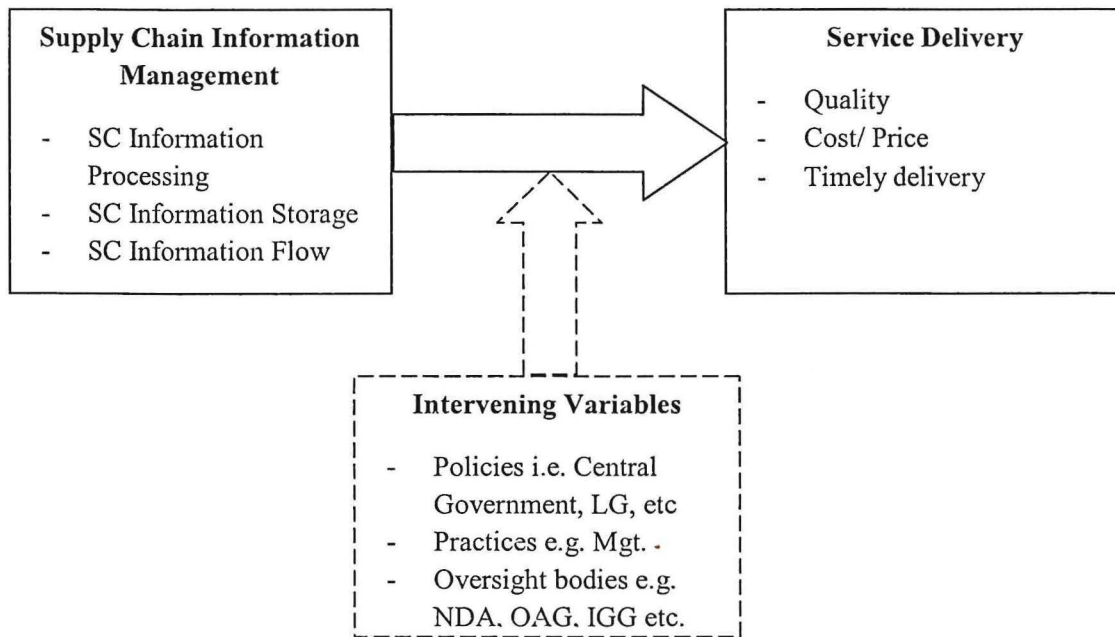 Supply Chain Information
Management
- SC Information
Processing
- SC Information Storage
- SC Information Flow
Service Delivery
- Quality
- Cost/ Price
- Timely delivery
Intervening Variables
- Policies i.e. Central
Government, LG, etc
- Practices e.g. Mgt.
- Oversight bodies e.g.
NDA, OAG, IGG etc.